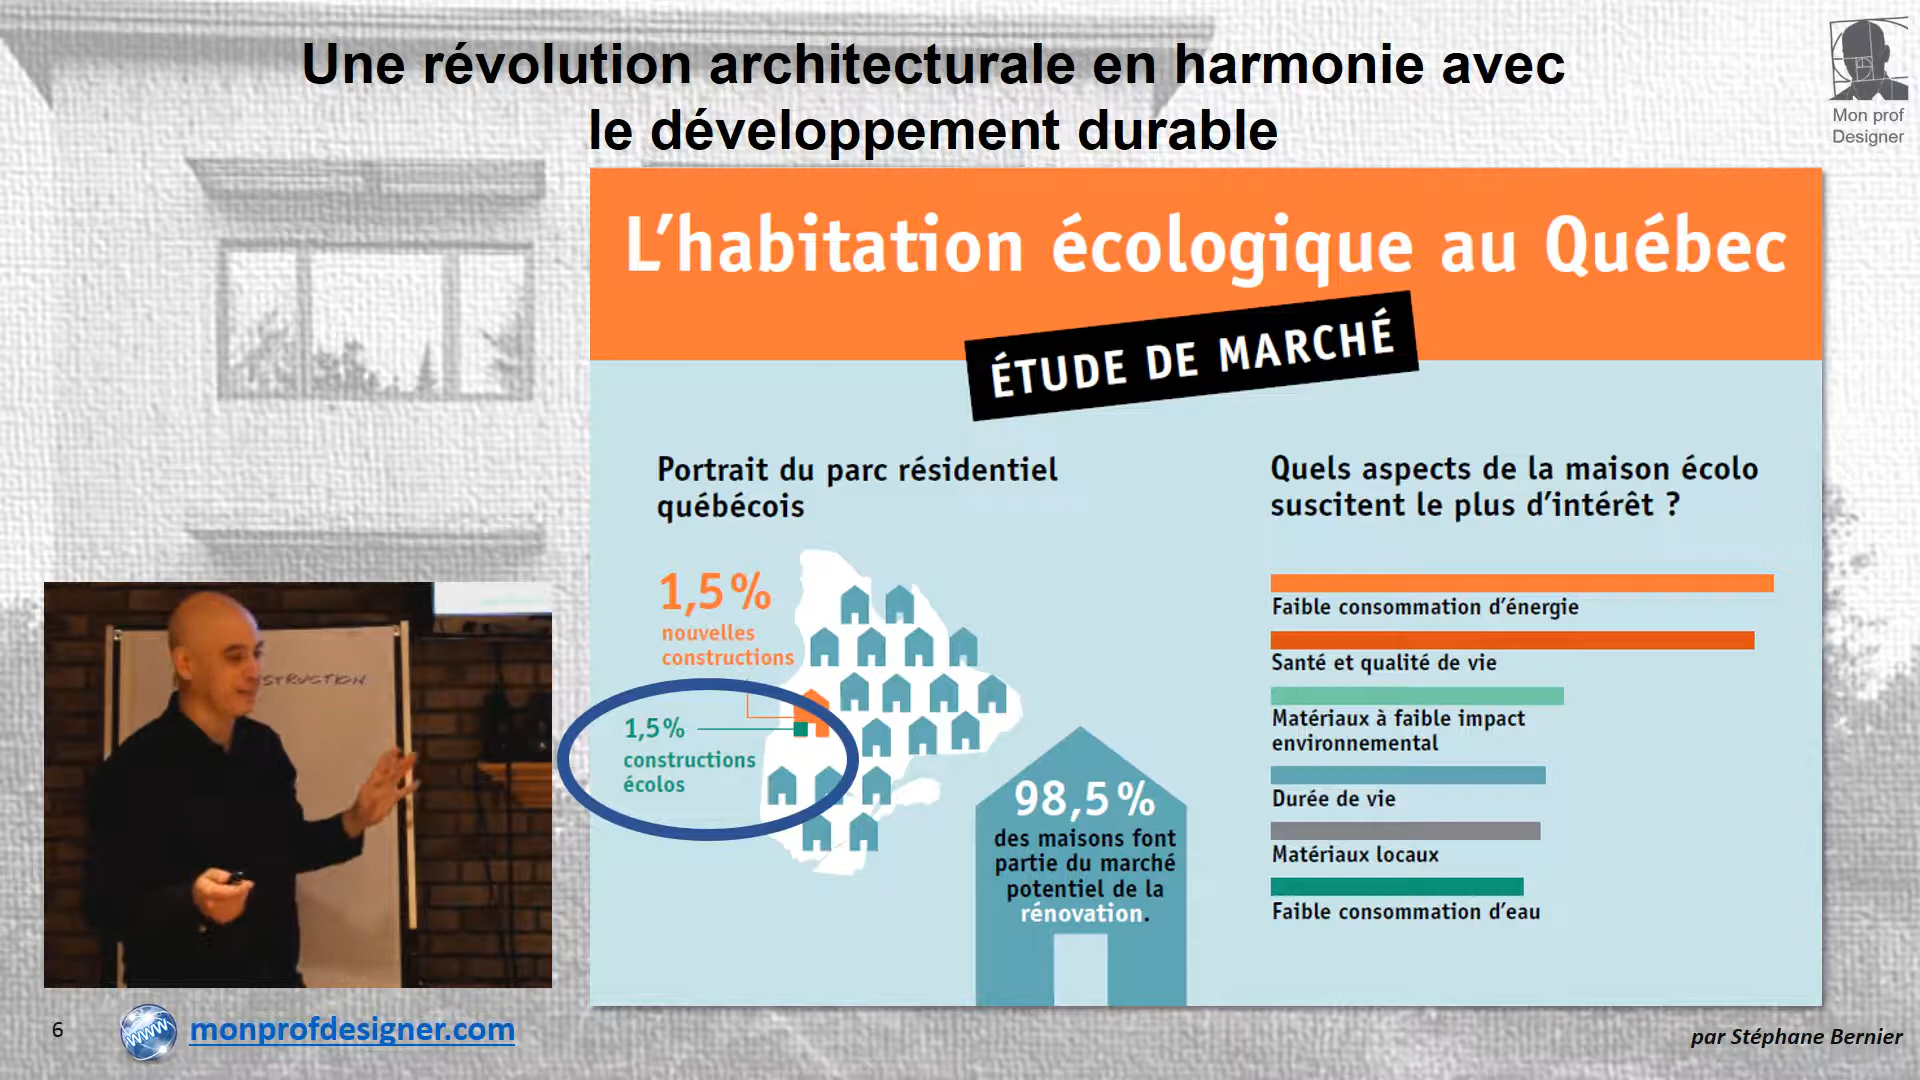 Une révolution architecturale en harmonie avec
le développement durable
Mon prof
Designer
L'habitation écologique au Québec
ÉTUDE DE MARCHÉ
Portrait du parc résidentiel
québécois
1,5 %
nouvelles
constructions
1,5 %
constructions
écolos
98,5 %
des maisons font
partie du marché
potentiel de la
rénovation.
Quels aspects de la maison écolo
suscitent le plus d'intérêt ?
Faible consommation d'énergie
Santé et qualité de vie
Matériaux à faible impact
environnemental
Durée de vie
Matériaux locaux
Faible consommation d'eau
6
www
monprofdesigner.com
par Stéphane Bernier